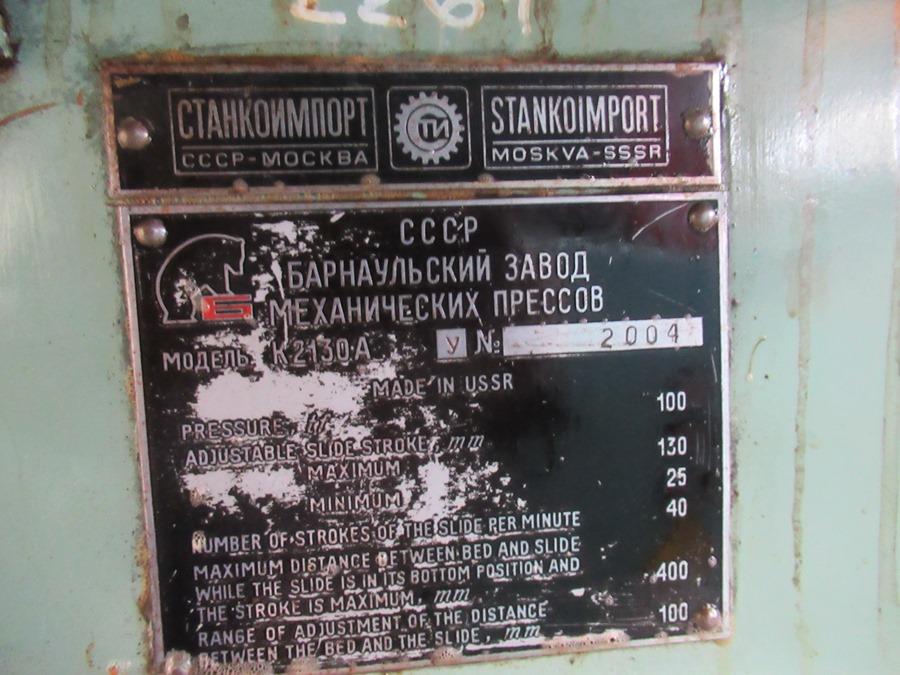 СТАНКОИМПОРТ
СССР-МОСКВА
СТИ
STANKOIMPORT
MOSKVA-SSSR
СССР
БАРНАУЛЬСКИЙ ЗАВОД
МЕХАНИЧЕСКИХ ПРЕССОВ
Б
МОДЕЛЬ К2130А У № 2004
MADE IN USSR
PRESSURE, 100
ADJUSTABLE SLIDE STROKE, mm
MAXIMUM 130
MINIMUM 25
NUMBER OF STROKES OF THE SLIDE PER MINUTE 40
MAXIMUM DISTANCE BETWEEN BED AND SLIDE
WHILE THE SLIDE IS IN ITS BOTTOM POSITION AND
THE STROKE IS MAXIMUM, mm 400
RANGE OF ADJUSTMENT OF THE DISTANCE
BETWEEN THE BED AND THE SLIDE, mm 100